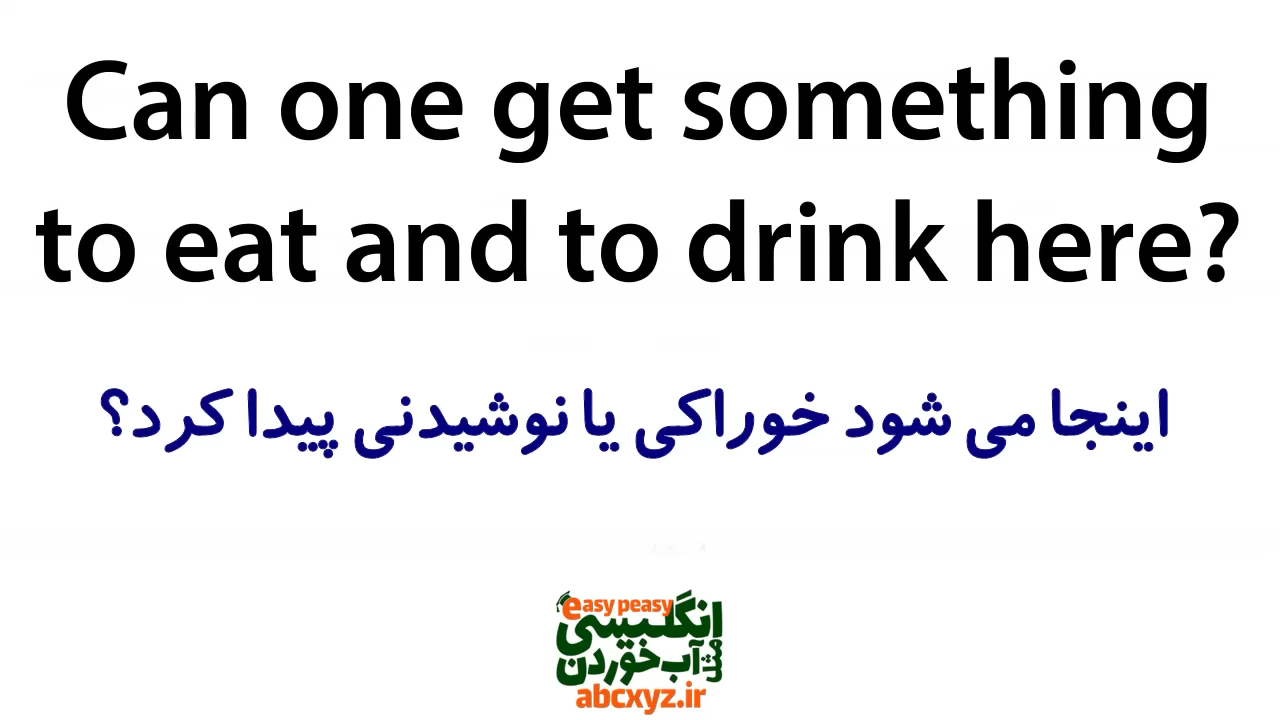 Can one get something
to eat and to drink here?
اینجا می شود خوراکی یا نوشیدنی پیدا کرد؟
easy peasy
انگلیسی
مثل آب خوردن
abcxyz.ir